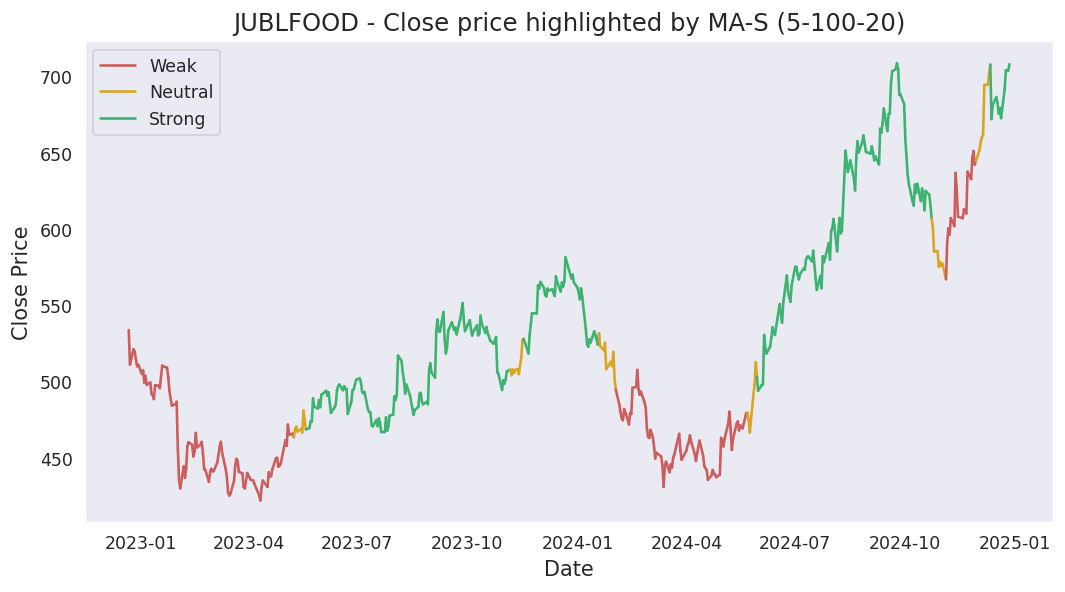 JUBLFOOD - Close price highlighted by MA-S (5-100-20)
Weak
Neutral
Strong
700
650
600
550
500
450
Close Price
2023-01 2023-04 2023-07 2023-10 2024-01 2024-04 2024-07 2024-10 2025-01
Date